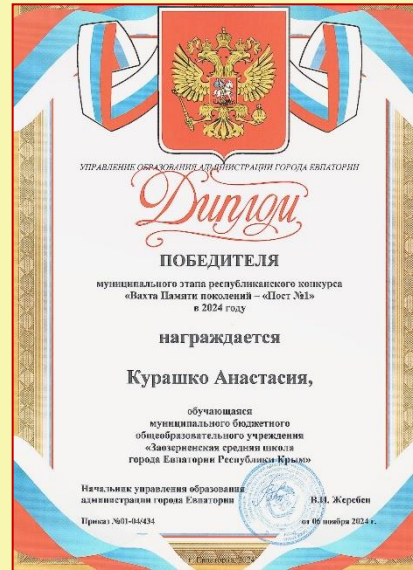 УПРАВЛЕНИЕ ОБРАЗОВАНИЯ АДМИНИСТРАЦИИ ГОРОДА ЕВПАТОРИИ
Диплом
ПОБЕДИТЕЛЯ
муниципального этапа республиканского конкурса
«Вахта Памяти поколений – «Пост №1»
в 2024 году
награждается
Курашко Анастасия,
обучающаяся
муниципального бюджетного
общеобразовательного учреждения
«Заозерненская средняя школа
города Евпатории Республики Крым»
Начальник управления образования
администрации города Евпатории В.И. Жеребец
Приказ №01-04/434 от 06 ноября 2024 г.
г. Евпатория, 2024